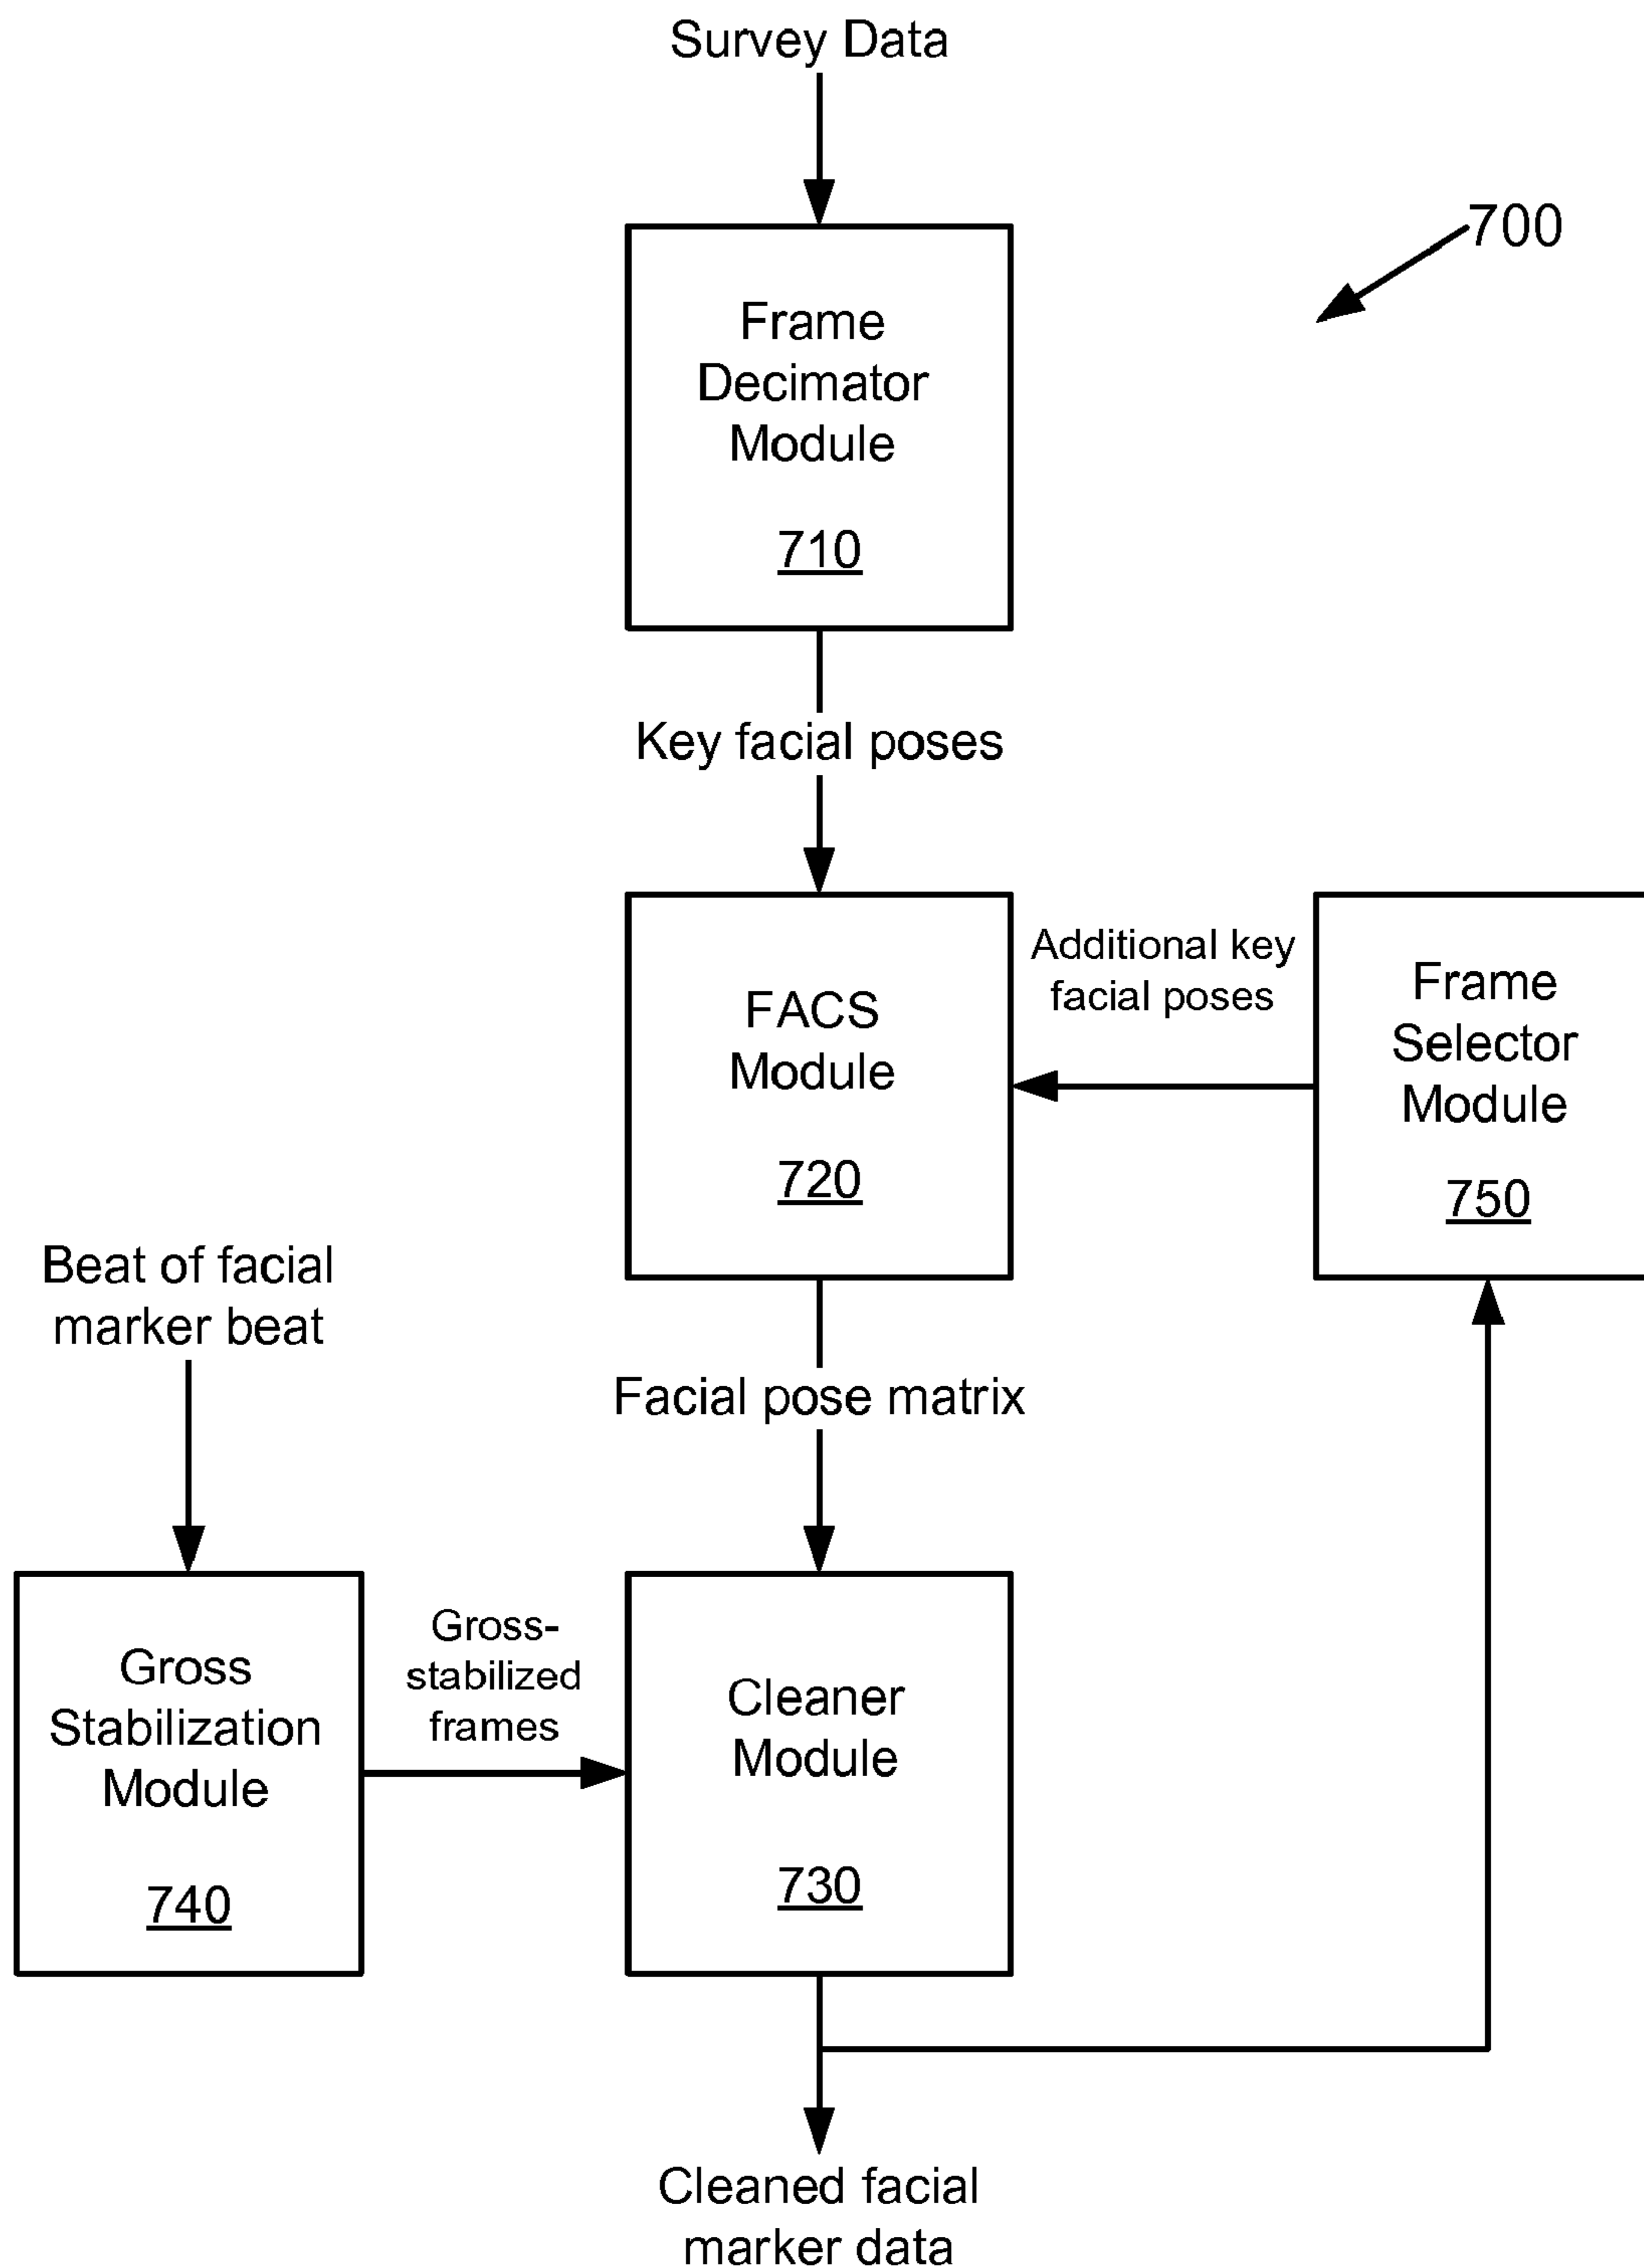 Survey Data
700
Frame
Decimator
Module
710
Key facial poses
FACS
Module
720
Additional key
facial poses
Frame
Selector
Module
750
Beat of facial
marker beat
Facial pose matrix
Gross
Stabilization
Module
740
Gross-
stabilized
frames
Cleaner
Module
730
Cleaned facial
marker data